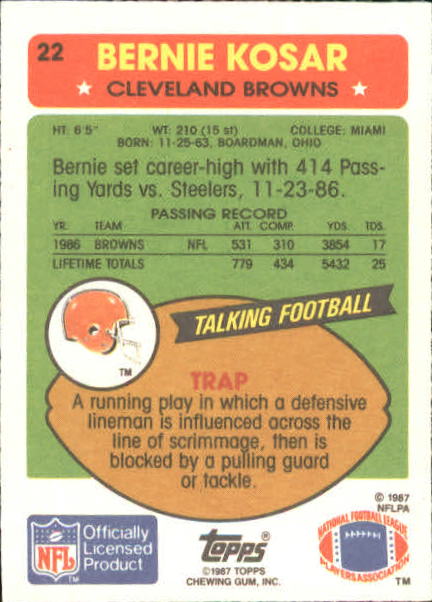 22
BERNIE KOSAR
CLEVELAND BROWNS
HT: 6'5" WT: 210 (15 st) COLLEGE: MIAMI
BORN: 11-25-63, BOARDMAN, OHIO
Bernie set career-high with 414 Pass-
ing Yards vs. Steelers, 11-23-86.
PASSING RECORD
YR. TEAM ATT. COMP. YDS. TDS.
1986 BROWNS NFL 531 310 3854 17
LIFETIME TOTALS 779 434 5432 25
TALKING FOOTBALL
TM
TRAP
A running play in which a defensive
lineman is influenced across the
line of scrimmage, then is
blocked by a pulling guard
or tackle.
© 1987
NFLPA
NFL
Officially
Licensed
Product
topps®
©1987 TOPPS
CHEWING GUM, INC.
NATIONAL FOOTBALL LEAGUE
PLAYERS ASSOCIATION
TM